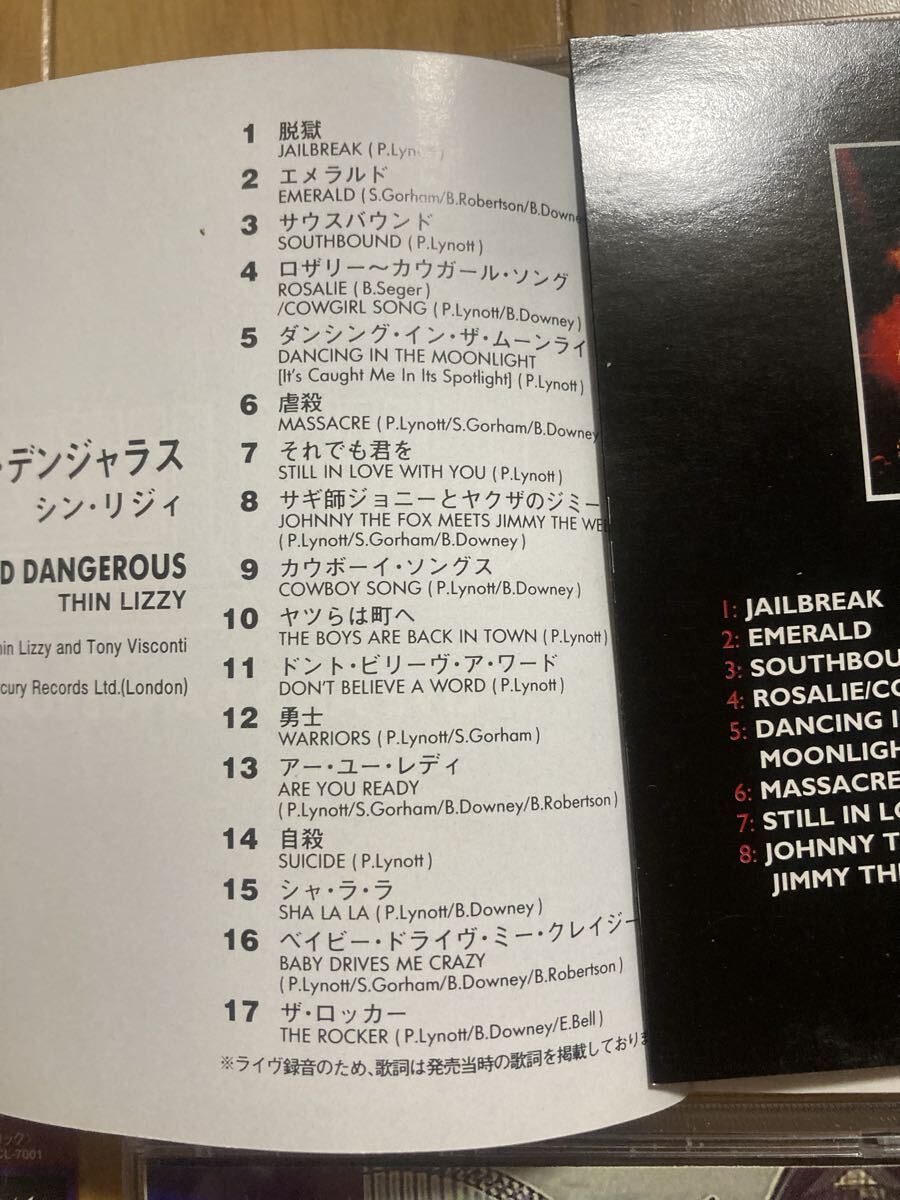 ・デンジャラス
シン・リジィ
D DANGEROUS
THIN LIZZY
hin Lizzy and Tony Visconti
cury Records Ltd.(London)
1 脱獄
JAILBREAK ( P.Lyn
2 エメラルド
EMERALD ( S.Gorham/B.Robertson/B.Downe
3 サウスバウンド
SOUTHBOUND ( P.Lynott )
4 ロザリー〜カウガール・ソング
ROSALIE ( B.Seger )
/COWGIRL SONG ( P.Lynott/B.Downey )
5 ダンシング・イン・ザ・ムーンライ
DANCING IN THE MOONLIGHT
[It's Caught Me In Its Spotlight] ( P.Lynott )
6 虐殺
MASSACRE ( P.Lynott/S.Gorham/B.Downey
7 それでも君を
STILL IN LOVE WITH YOU ( P.Lynott )
8 サギ師ジョニーとヤクザのジミー
JOHNNY THE FOX MEETS JIMMY THE WEE
( P.Lynott/S.Gorham/B.Downey )
9 カウボーイ・ソングス
COWBOY SONG ( P.Lynott/B.Downey )
10 ヤツらは町へ
THE BOYS ARE BACK IN TOWN ( P.Lynott )
11 ドント・ビリーヴ・ア・ワード
DON'T BELIEVE A WORD ( P.Lynott )
12 勇士
WARRIORS ( P.Lynott/S.Gorham )
13 アー・ユー・レディ
ARE YOU READY
( P.Lynott/S.Gorham/B.Downey/B.Robertson )
14 自殺
SUICIDE ( P.Lynott )
15 シャ・ラ・ラ
SHA LA LA ( P.Lynott/B.Downey )
16 ベイビー・ドライヴ・ミー・クレイジー
BABY DRIVES ME CRAZY
( P.Lynott/S.Gorham/B.Downey/B.Robertson )
17 ザ・ロッカー
THE ROCKER ( P.Lynott/B.Downey/E.Bell )
※ライヴ録音のため、歌詞は発売当時の歌詞を掲載しておりま
1: JAILBREAK
2: EMERALD
3: SOUTHBOU
4: ROSALIE/CO
5: DANCING I
MOONLIGH
6: MASSACRE
7: STILL IN LO
8: JOHNNY T
JIMMY THE
ック
CL-7001